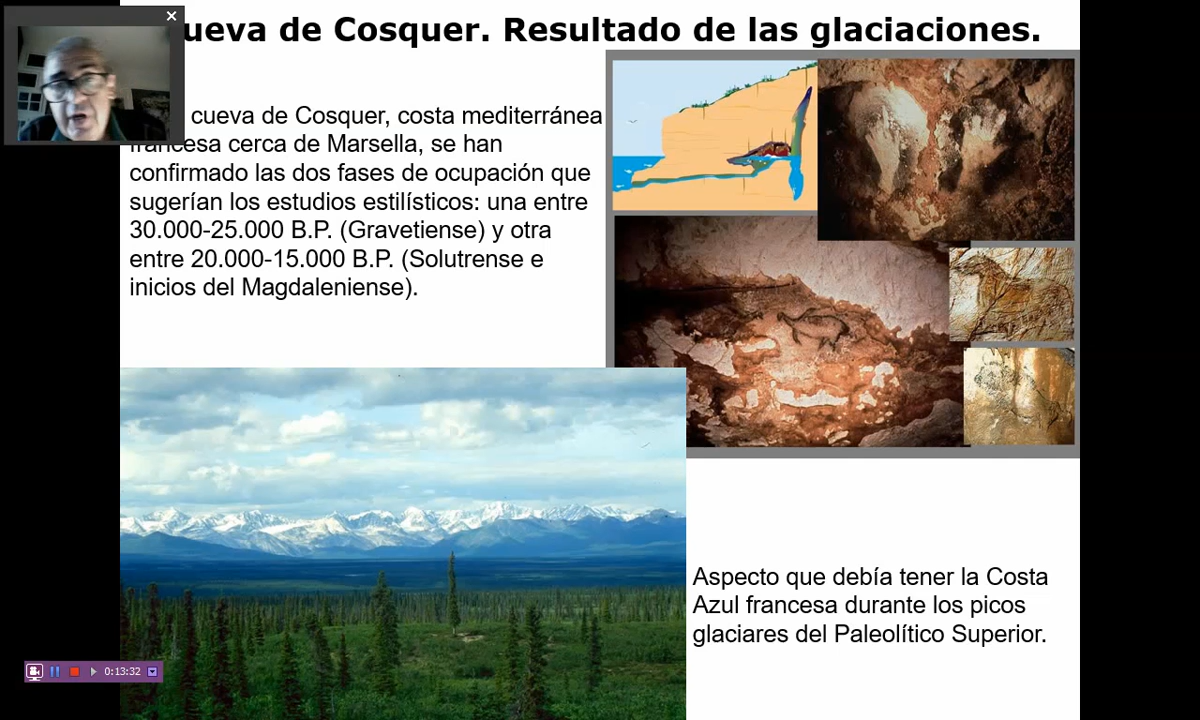 ueva de Cosquer. Resultado de las glaciaciones.
cueva de Cosquer, costa mediterránea
francesa cerca de Marsella, se han
confirmado las dos fases de ocupación que
sugerían los estudios estilísticos: una entre
30.000-25.000 B.P. (Gravetiense) y otra
entre 20.000-15.000 B.P. (Solutrense e
inicios del Magdaleniense).
Aspecto que debía tener la Costa
Azul francesa durante los picos
glaciares del Paleolítico Superior.
0:13:32